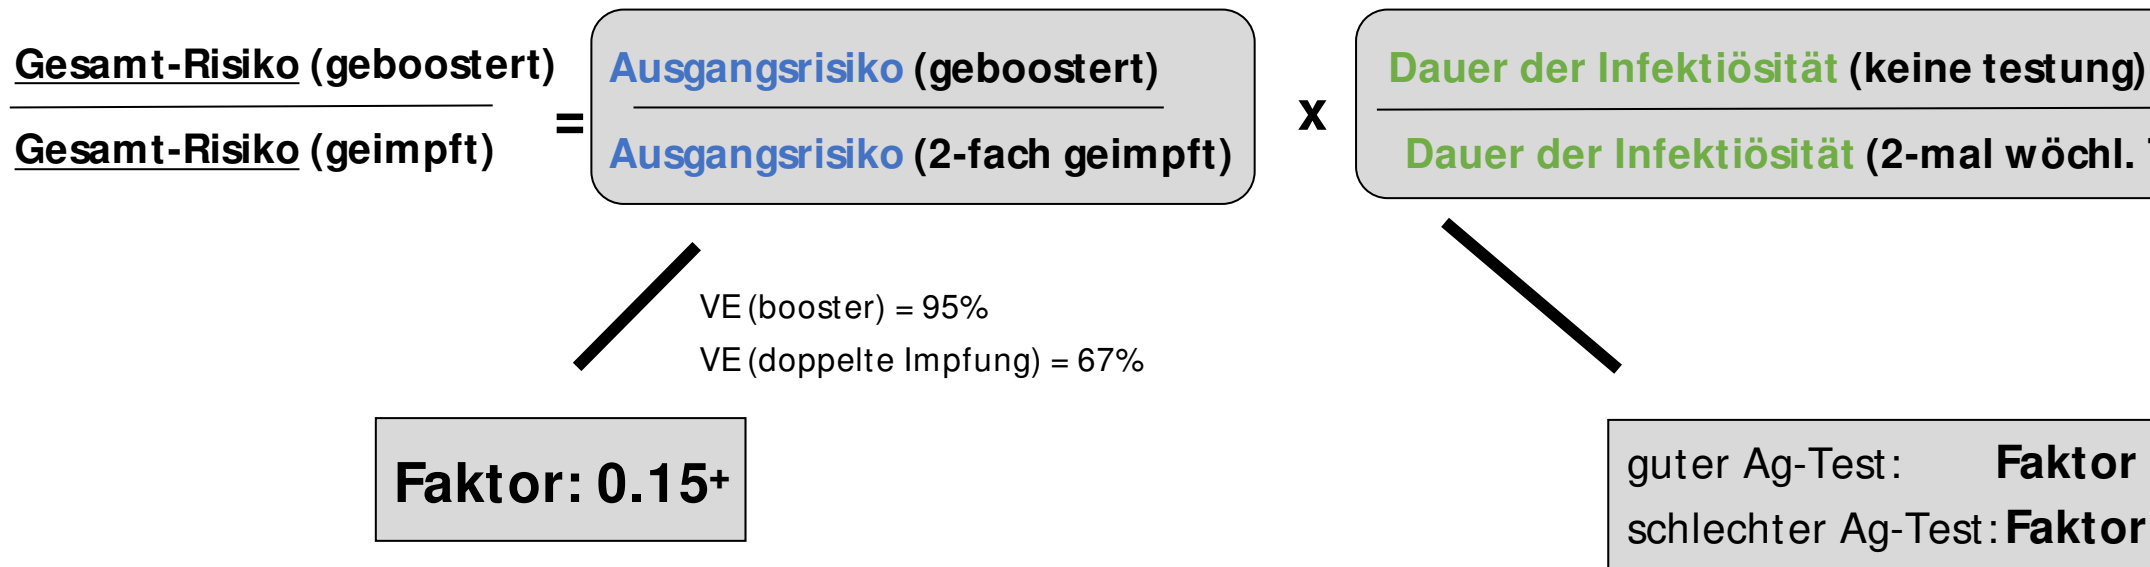 Gesamt-Risiko (geboostert)
Gesamt-Risiko (geimpft)
=
Ausgangsrisiko (geboostert)
Ausgangsrisiko (2-fach geimpft)
x
Dauer der Infektiösität (keine testung)
Dauer der Infektiösität (2-mal wöchl.
VE (booster) = 95%
VE (doppelte Impfung) = 67%
Faktor: 0.15+
guter Ag-Test: Faktor
schlechter Ag-Test: Faktor